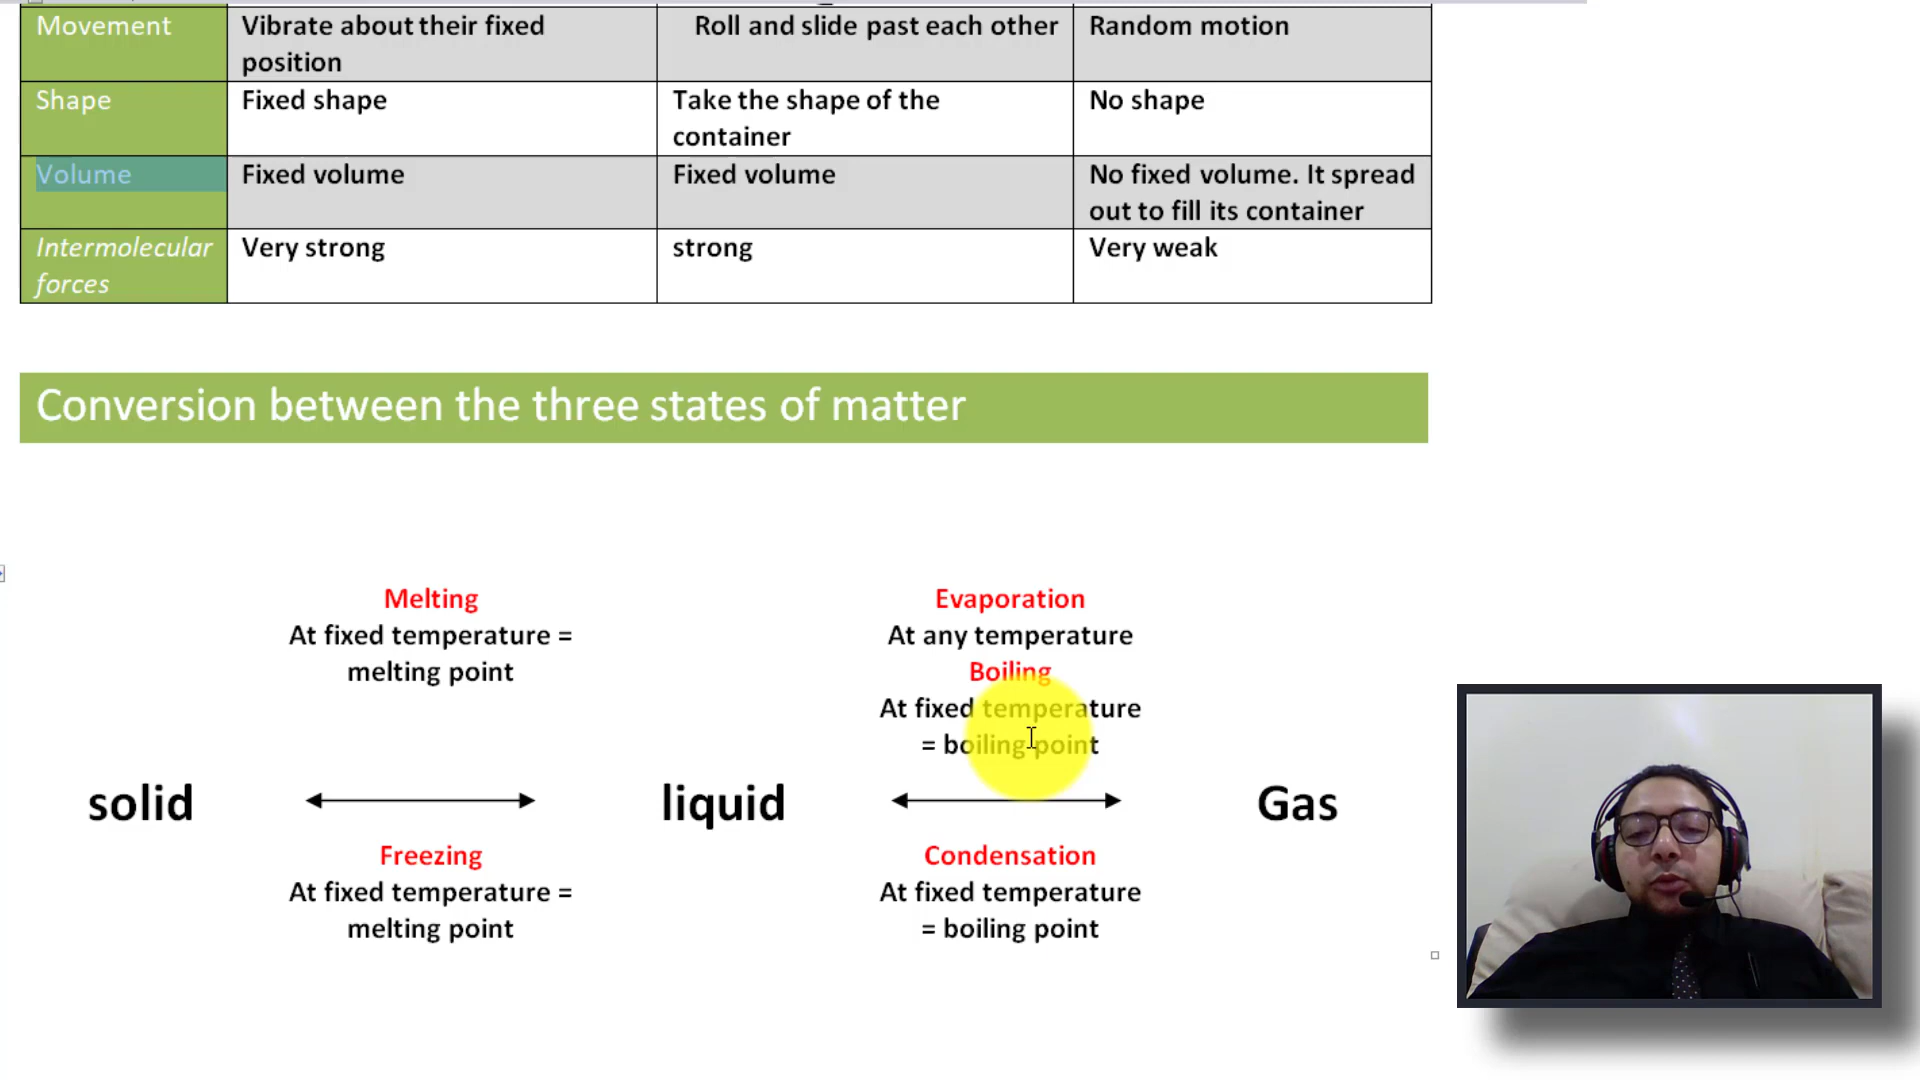 Movement
Vibrate about their fixed
position
Roll and slide past each other
Random motion
Shape
Fixed shape
Take the shape of the
container
No shape
Volume
Fixed volume
Fixed volume
No fixed volume. It spread
out to fill its container
Intermolecular
forces
Very strong
strong
Very weak
Conversion between the three states of matter
Melting
At fixed temperature =
melting point
Evaporation
At any temperature
Boiling
At fixed temperature
= boiling point
solid
liquid
Gas
Freezing
At fixed temperature =
melting point
Condensation
At fixed temperature
= boiling point